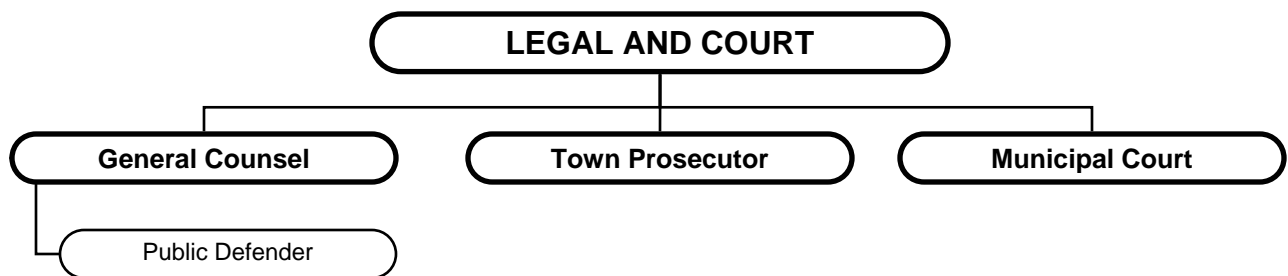 LEGAL AND COURT
General Counsel
Town Prosecutor
Municipal Court
Public Defender